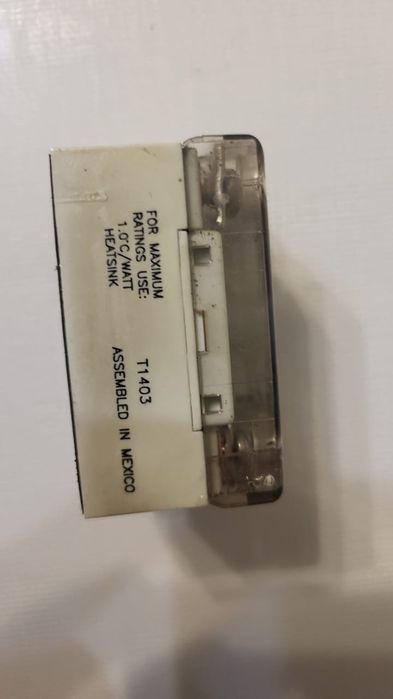 FOR MAXIMUM
RATINGS USE:
1.0°C/WATT
HEATSINK
T1403
ASSEMBLED IN MEXICO